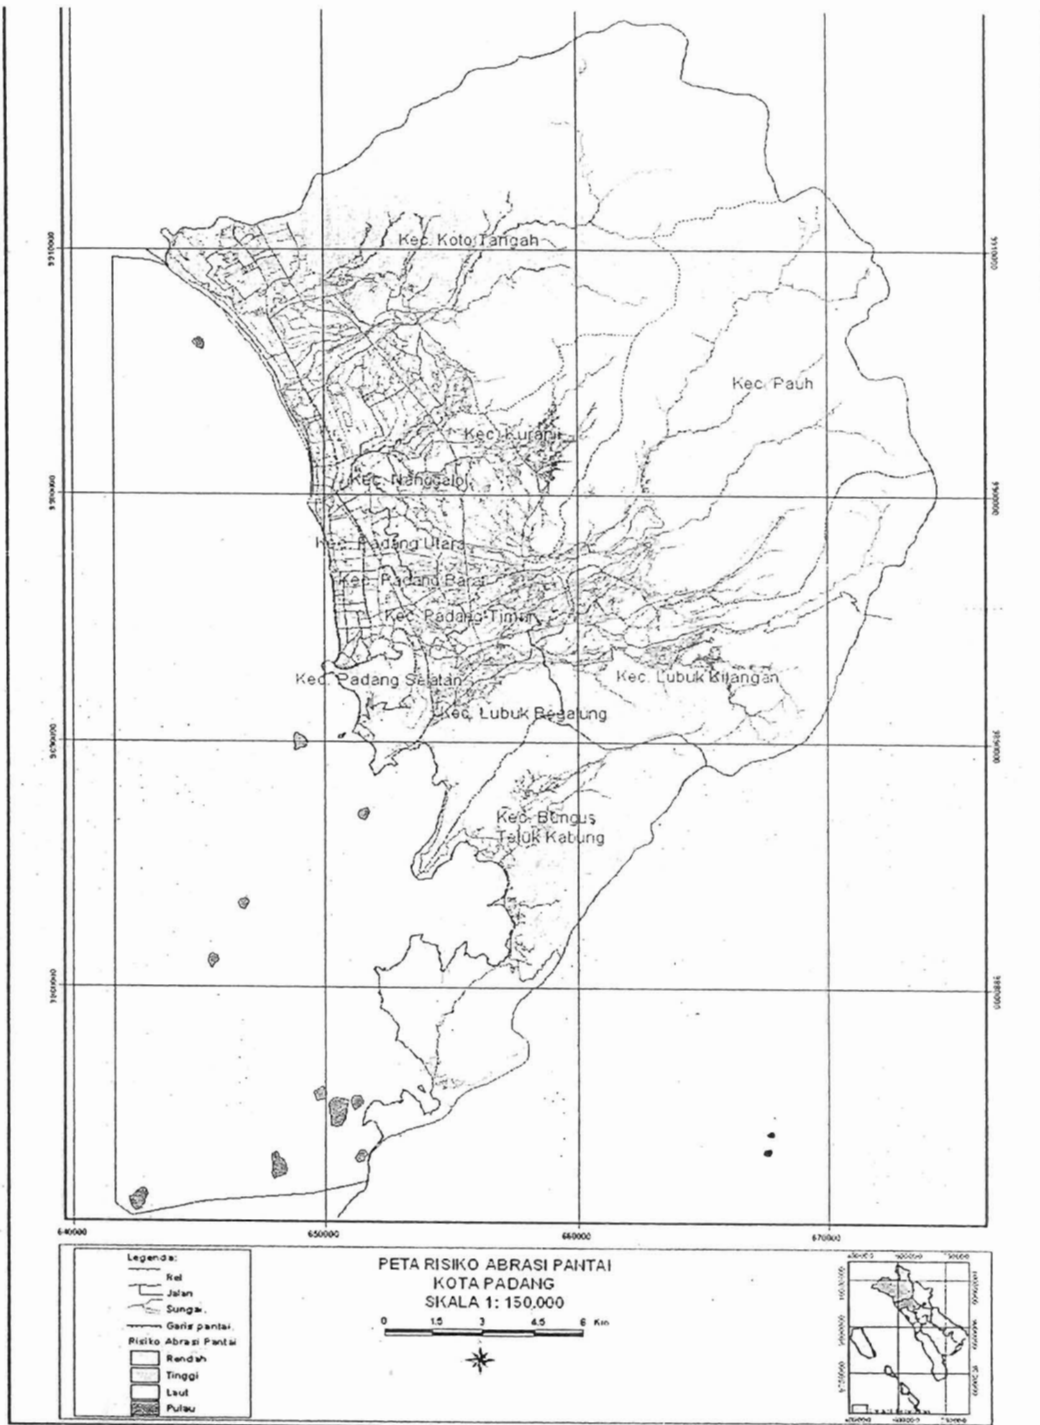 Kec. Koto Tangah
9910000
Kec. Pauh
Kec. Kuranji
Kec. Nanggalo
9900000
Kec. Padang Utara
Kec. Padang Barat
Kec. Padang Timur
Kec. Padang Selatan
Kec. Lubuk Kilangan
Kec. Lubuk Begalung
9890000
Kec. Bungus
Teluk Kabung
640000 650000 660000 670000
Legenda:
Rel
Jalan
Sungai
Garis pantai
Risiko Abrasi Pantai
Rendah
Tinggi
Laut
Pulau
PETA RISIKO ABRASI PANTAI
KOTA PADANG
SKALA 1: 150,000
0 1.5 3 4.5 6 Km